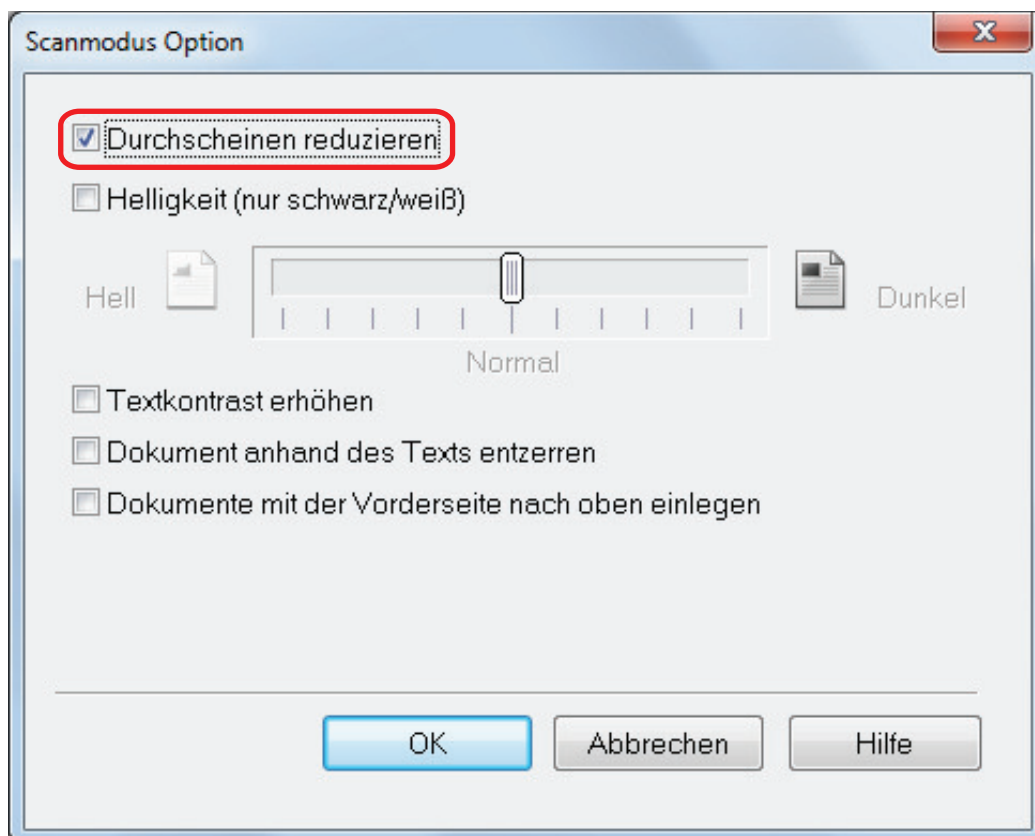 Scanmodus Option
Durchscheinen reduzieren
Helligkeit (nur schwarz/weiß)
Hell
Dunkel
Normal
Textkontrast erhöhen
Dokument anhand des Texts entzerren
Dokumente mit der Vorderseite nach oben einlegen
OK
Abbrechen
Hilfe